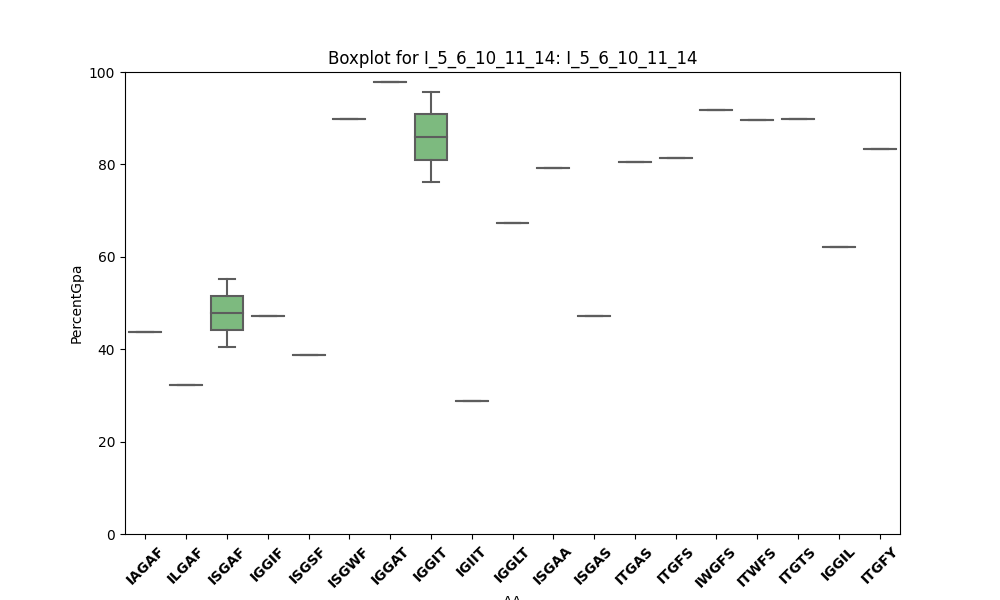 Boxplot for I_5_6_10_11_14: I_5_6_10_11_14
100
80
60
40
20
0
PercentGpa
IAGAF
ILGAF
ISGAF
IGGIF
ISGSF
ISGWF
IGGAT
IGGIT
IGIIT
IGGLT
ISGAA
ISGAS
ITGAS
ITGFS
IWGFS
ITWFS
ITGTS
IGGIL
ITGFY
AA